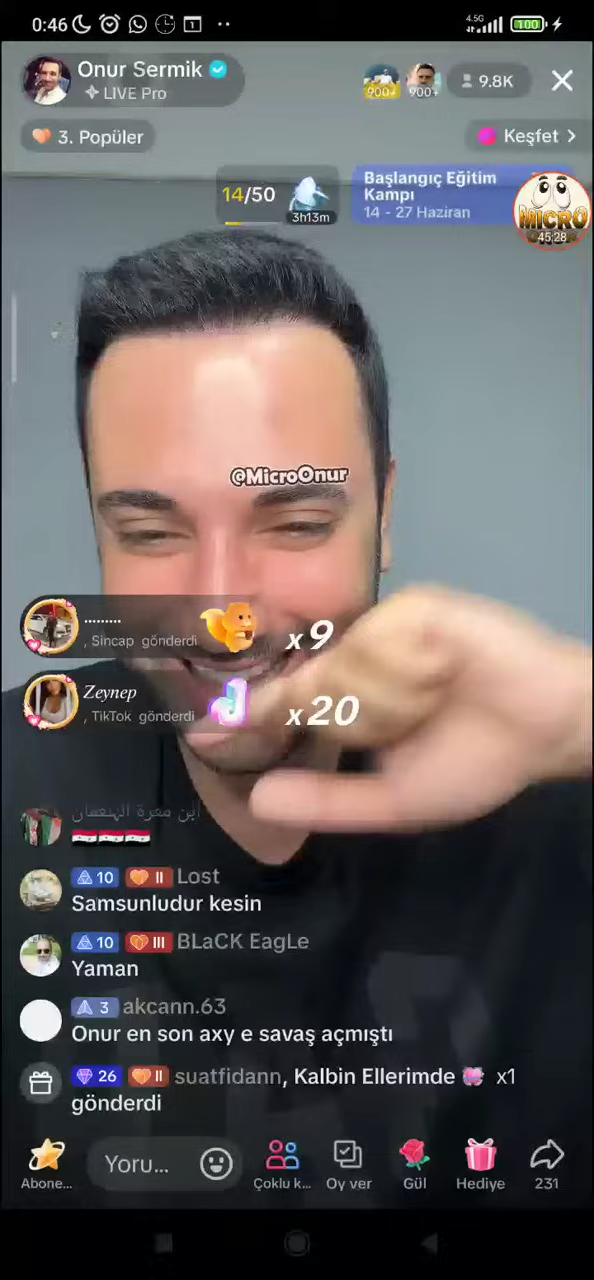 0:46
4.5G
100
Onur Sermik
LIVE Pro
900+
900+
9.8K
3. Popüler
Keşfet
14/50
3h13m
Başlangıç Eğitim
Kampı
14 - 27 Haziran
MICRO
45:28
@MicroOnur
.........
, Sincap gönderdi
x9
Zeynep
, TikTok gönderdi
x20
ابن معرة النعمان
10 II Lost
Samsunludur kesin
10 III BLaCK EagLe
Yaman
3 akcann.63
Onur en son axy e savaş açmıştı
26 II suatfidann, Kalbin Ellerimde x1
gönderdi
Abone...
Yoru...
Çoklu k...
Oy ver
Gül
Hediye
231